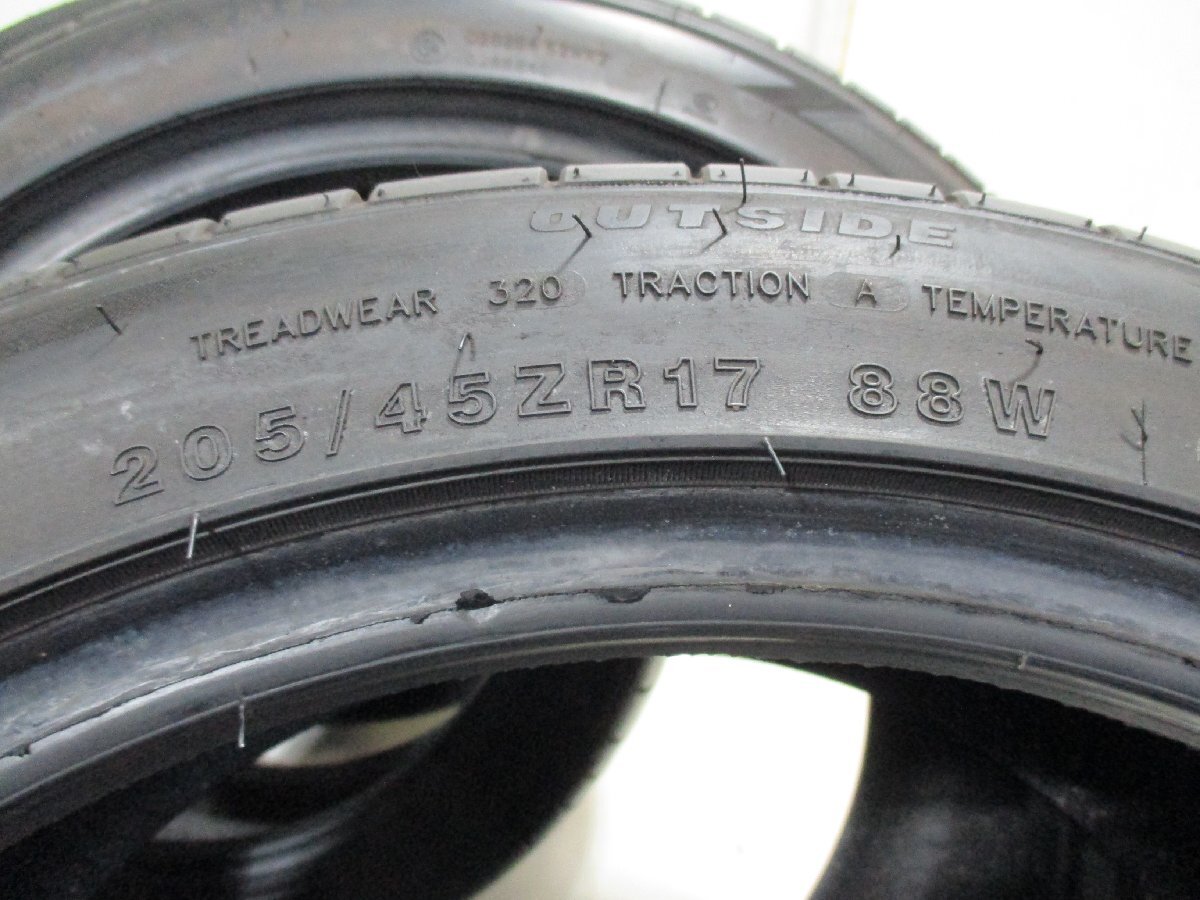 OUTSIDE
TREADWEAR 320 TRACTION A TEMPERATURE
205/45ZR17 88W